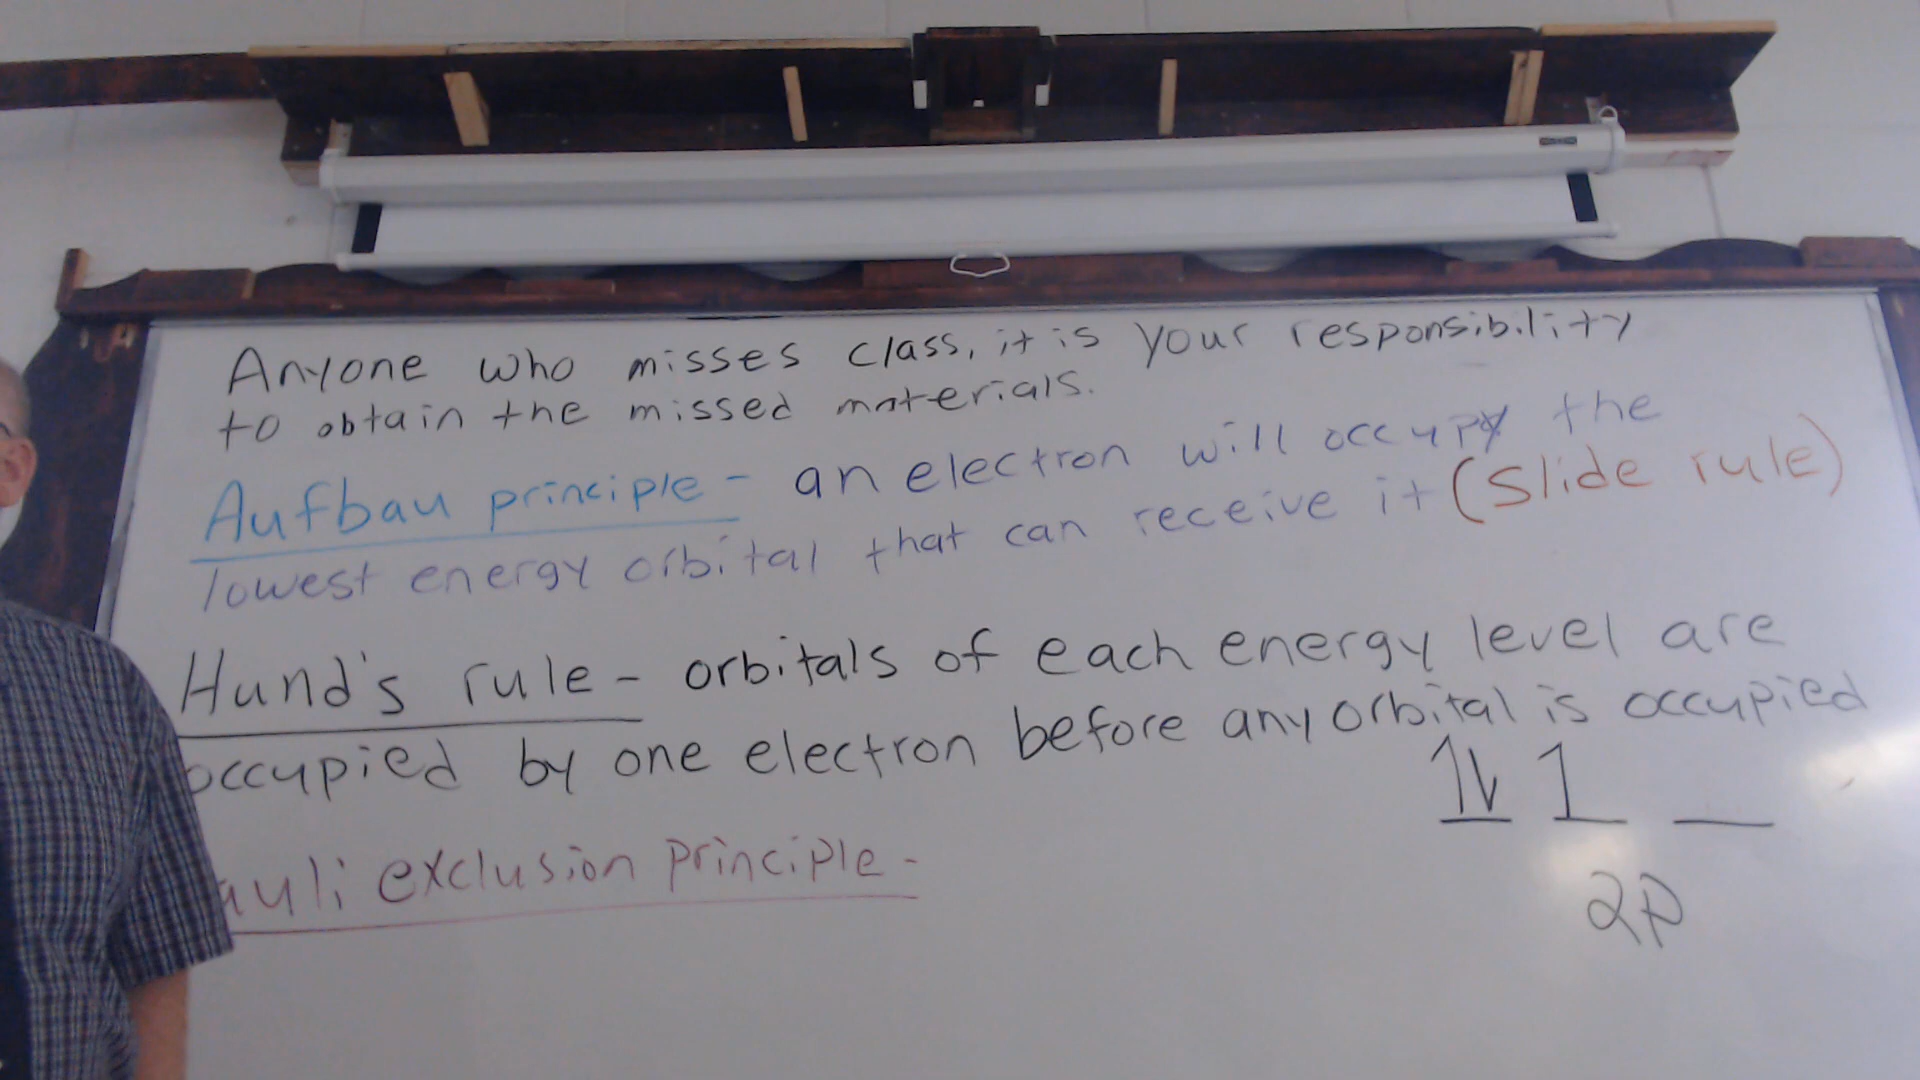 Anyone who misses class, it is your responsibility
to obtain the missed materials.
Aufbau principle - an electron will occupy the
lowest energy orbital that can receive it (Slide rule)
Hund's rule - orbitals of each energy level are
occupied by one electron before any orbital is occupied
auli exclusion principle -
2p